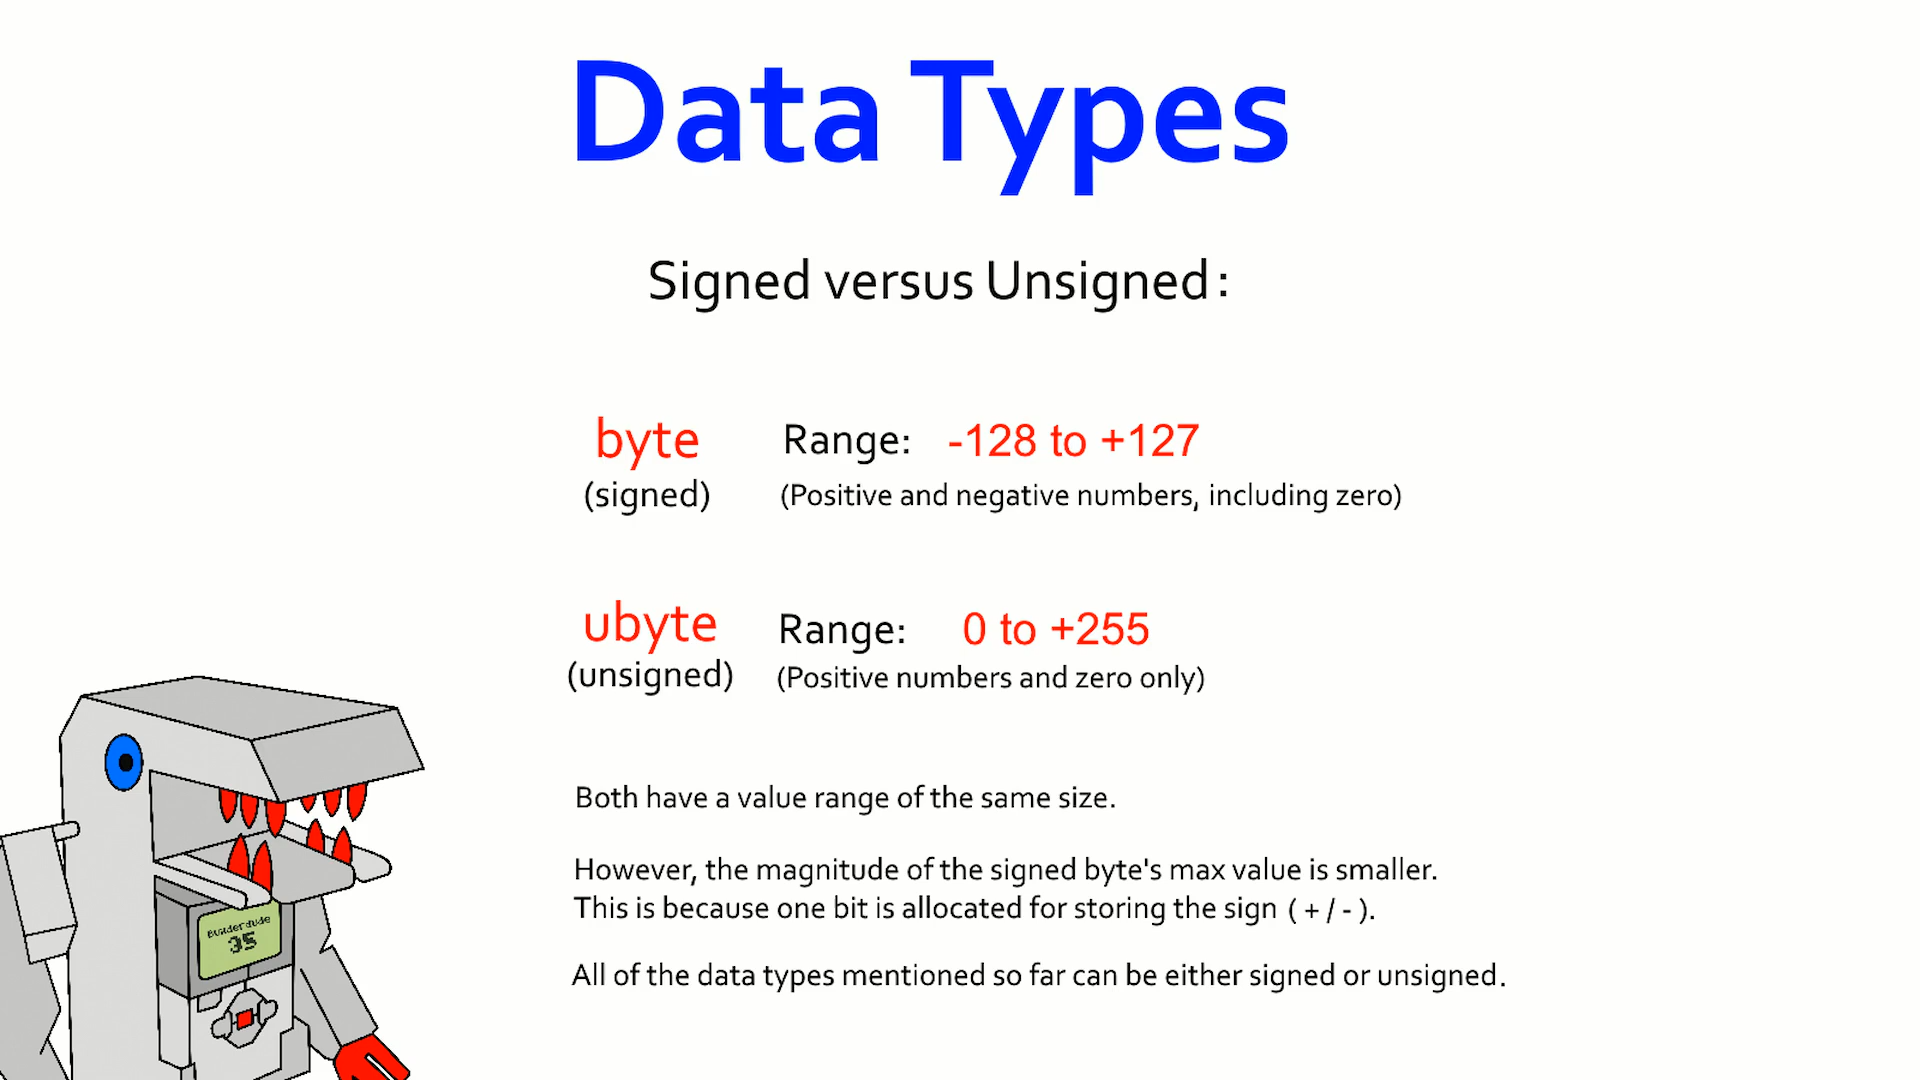 Data Types
Signed versus Unsigned:
byte Range: -128 to +127
(signed) (Positive and negative numbers, including zero)
ubyte Range: 0 to +255
(unsigned) (Positive numbers and zero only)
Both have a value range of the same size.
However, the magnitude of the signed byte's max value is smaller.
This is because one bit is allocated for storing the sign ( + / - ).
Builderdude
35
All of the data types mentioned so far can be either signed or unsigned.